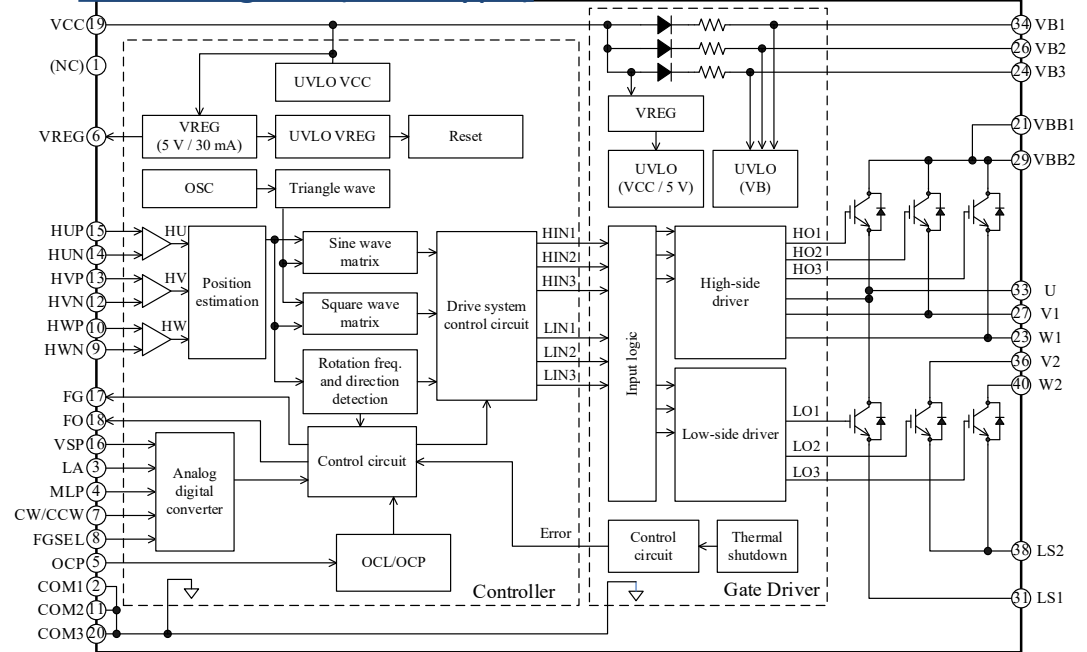 VCC 19
(NC) 1
VREG 6
HUP 15
HUN 14
HVP 13
HVN 12
HWP 10
HWN 9
FG 17
FO 18
VSP 16
LA 3
MLP 4
CW/CCW 7
FGSEL 8
OCP 5
COM1 2
COM2 11
COM3 20
UVLO VCC
VREG
(5 V / 30 mA)
UVLO VREG
Reset
OSC
Triangle wave
HU
HV
HW
Position
estimation
Sine wave
matrix
Square wave
matrix
Rotation freq.
and direction
detection
Drive system
control circuit
Control circuit
Analog
digital
converter
OCL/OCP
Controller
HIN1
HIN2
HIN3
LIN1
LIN2
LIN3
Error
VREG
UVLO
(VCC / 5 V)
UVLO
(VB)
Input logic
High-side
driver
Low-side driver
Control
circuit
Thermal
shutdown
Gate Driver
HO1
HO2
HO3
LO1
LO2
LO3
34 VB1
26 VB2
24 VB3
21 VBB1
29 VBB2
33 U
27 V1
23 W1
36 V2
40 W2
38 LS2
31 LS1